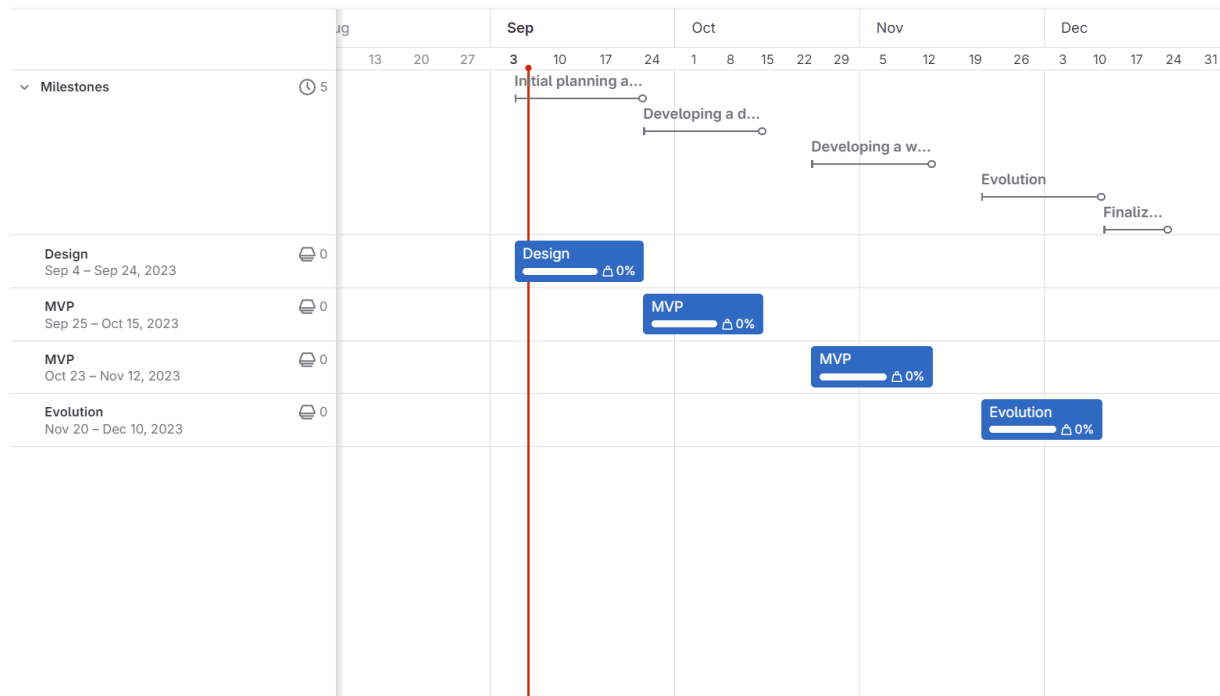 ug Sep Oct Nov Dec
13 20 27 3 10 17 24 1 8 15 22 29 5 12 19 26 3 10 17 24 31
Milestones 5
Initial planning a...
Developing a d...
Developing a w...
Evolution
Finaliz...
Design 0
Sep 4 – Sep 24, 2023
Design
0%
MVP 0
Sep 25 – Oct 15, 2023
MVP
0%
MVP 0
Oct 23 – Nov 12, 2023
MVP
0%
Evolution 0
Nov 20 – Dec 10, 2023
Evolution
0%